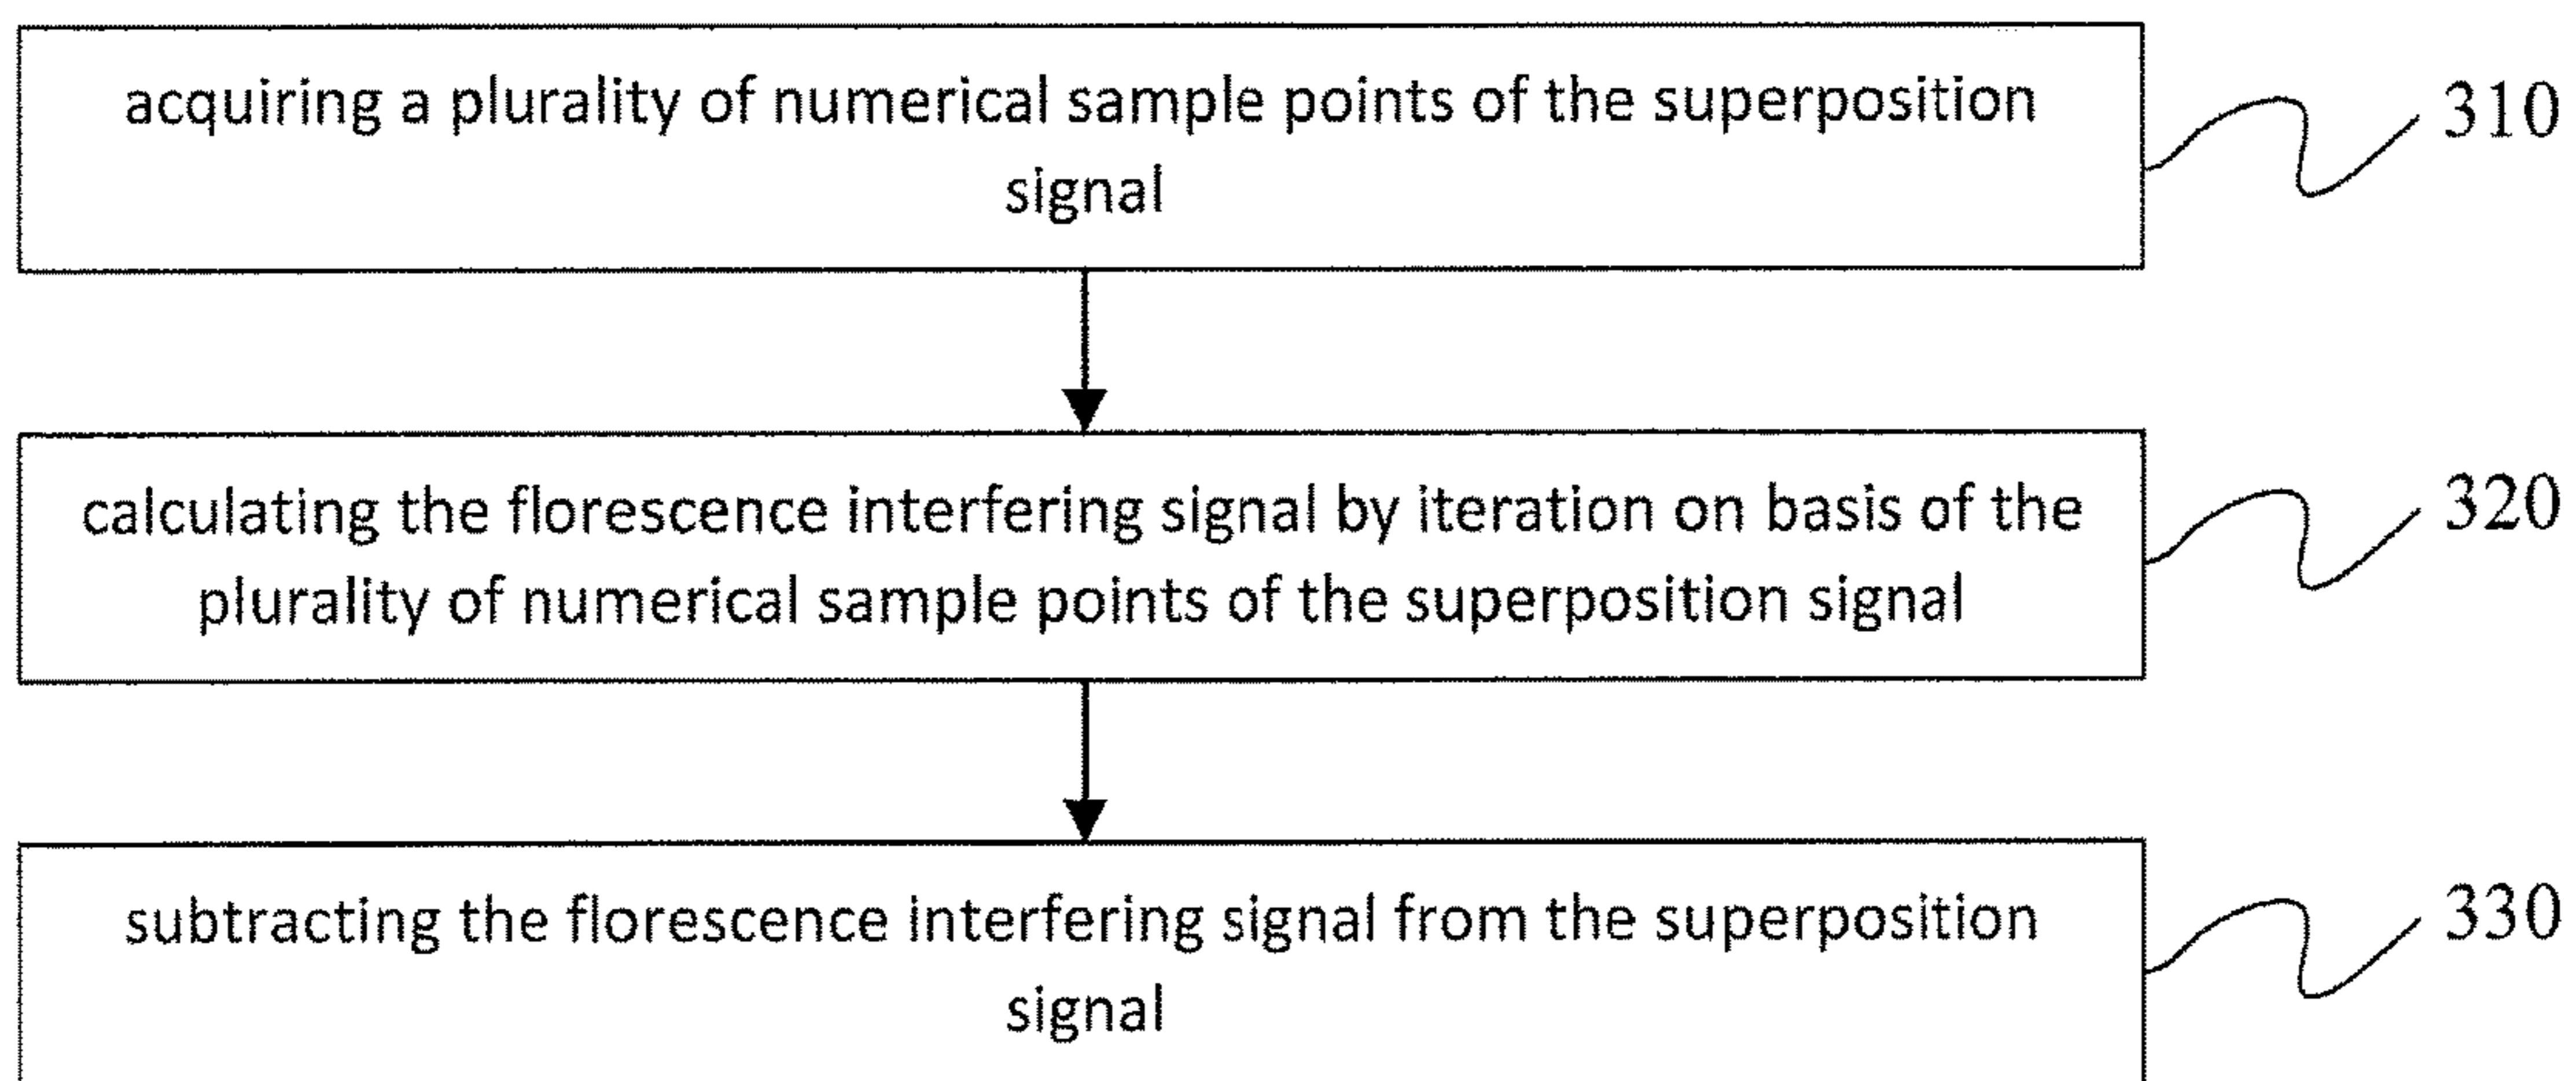 acquiring a plurality of numerical sample points of the superposition
signal
310
calculating the florescence interfering signal by iteration on basis of the
plurality of numerical sample points of the superposition signal
320
subtracting the florescence interfering signal from the superposition
signal
330